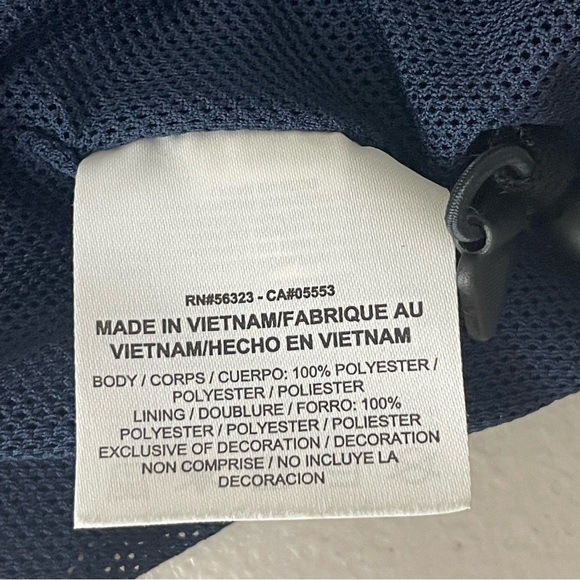 RN#56323 - CA#05553
MADE IN VIETNAM/FABRIQUE AU
VIETNAM/HECHO EN VIETNAM
BODY / CORPS / CUERPO: 100% POLYESTER /
POLYESTER / POLIESTER
LINING / DOUBLURE / FORRO: 100%
POLYESTER / POLYESTER / POLIESTER
EXCLUSIVE OF DECORATION / DECORATION
NON COMPRISE / NO INCLUYE LA
DECORACION